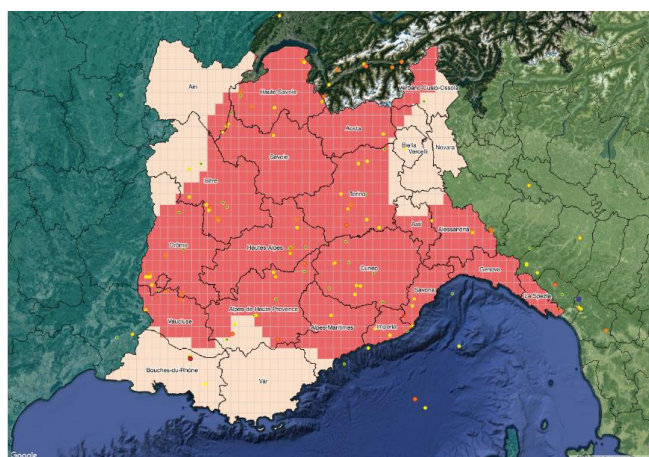 Ain
Haute-Savoie
Verbano-Cusio-Ossola
Aosta
Biella
Vercelli
Novara
Savoie
Isère
Torino
Asti
Alessandria
Drôme
Hautes-Alpes
Cuneo
Genova
Savona
La Spezia
Alpes-de-Haute-Provence
Vaucluse
Alpes-Maritimes
Imperia
Bouches-du-Rhône
Var
Google